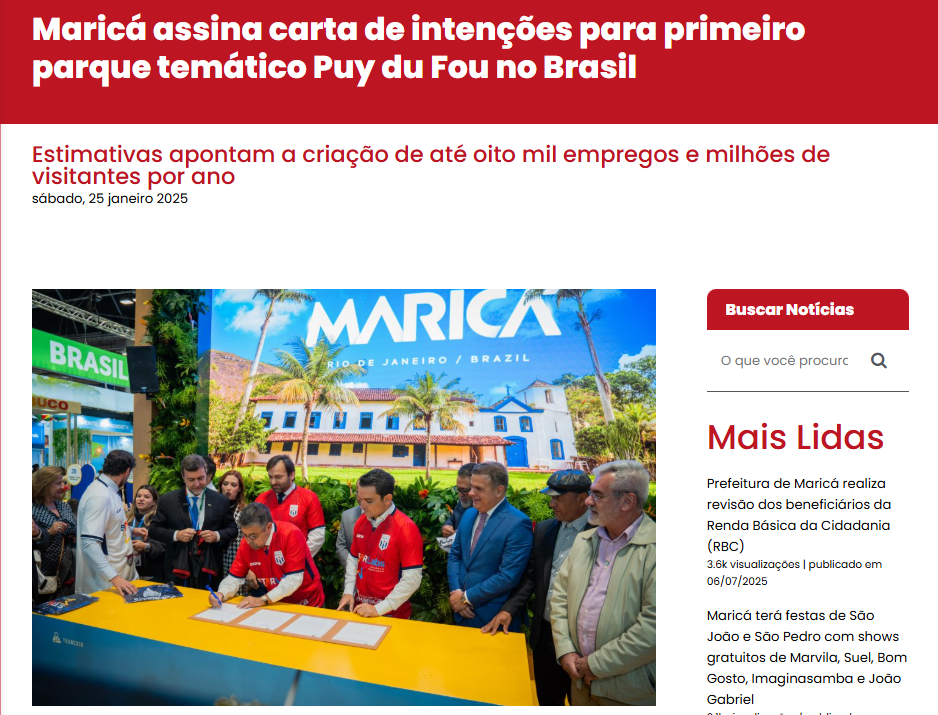 Maricá assina carta de intenções para primeiro
parque temático Puy du Fou no Brasil
Estimativas apontam a criação de até oito mil empregos e milhões de
visitantes por ano
sábado, 25 janeiro 2025
MARICÁ
RIO DE JANEIRO / BRAZIL
BRASIL
Buscar Notícias
O que você procurc
Mais Lidas
Prefeitura de Maricá realiza
revisão dos beneficiários da
Renda Básica da Cidadania
(RBC)
3.6k visualizações | publicado em
06/07/2025
Maricá terá festas de São
João e São Pedro com shows
gratuitos de Marvila, Suel, Bom
Gosto, Imaginasamba e João
Gabriel